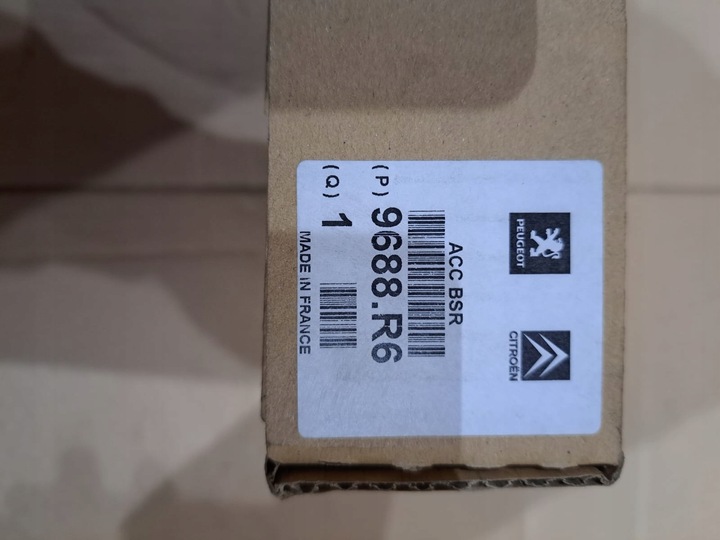 PEUGEOT
CITROËN
ACC BSR
(P) 9688.R6
(Q) 1
MADE IN FRANCE